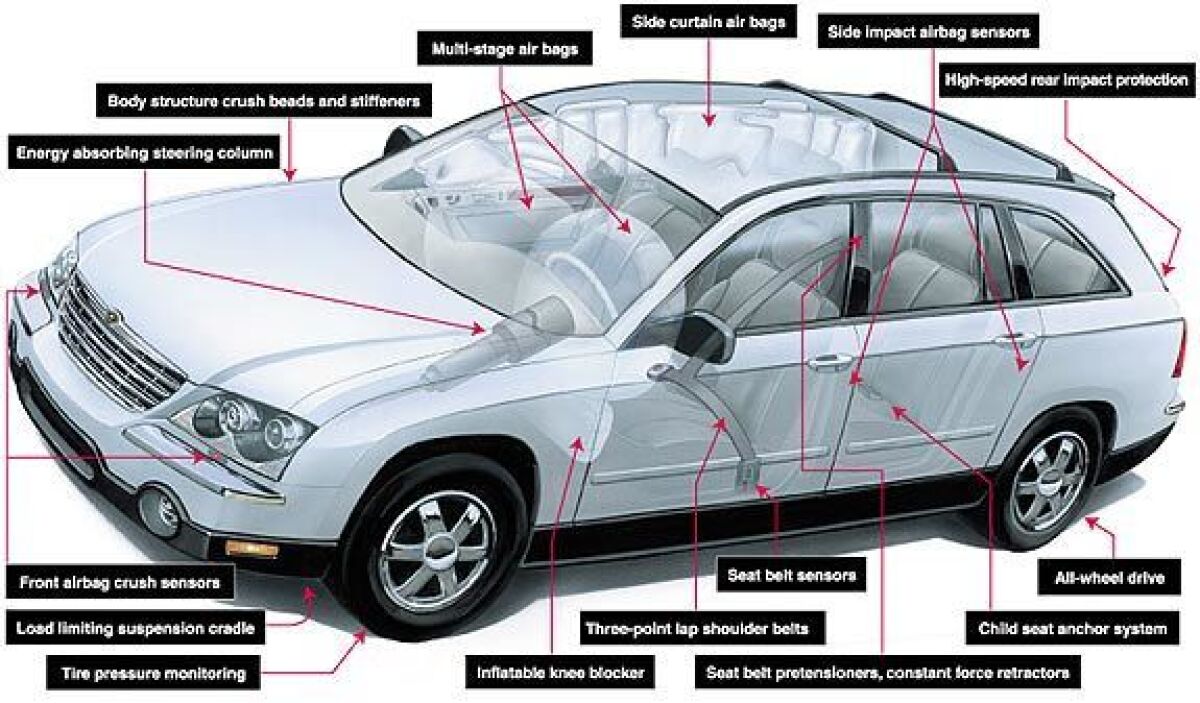 Side curtain air bags
Side impact airbag sensors
Multi-stage air bags
High-speed rear impact protection
Body structure crush beads and stiffeners
Energy absorbing steering column
Front airbag crush sensors
Seat belt sensors
All-wheel drive
Load limiting suspension cradle
Three-point lap shoulder belts
Child seat anchor system
Tire pressure monitoring
Inflatable knee blocker
Seat belt pretensioners, constant force retractors